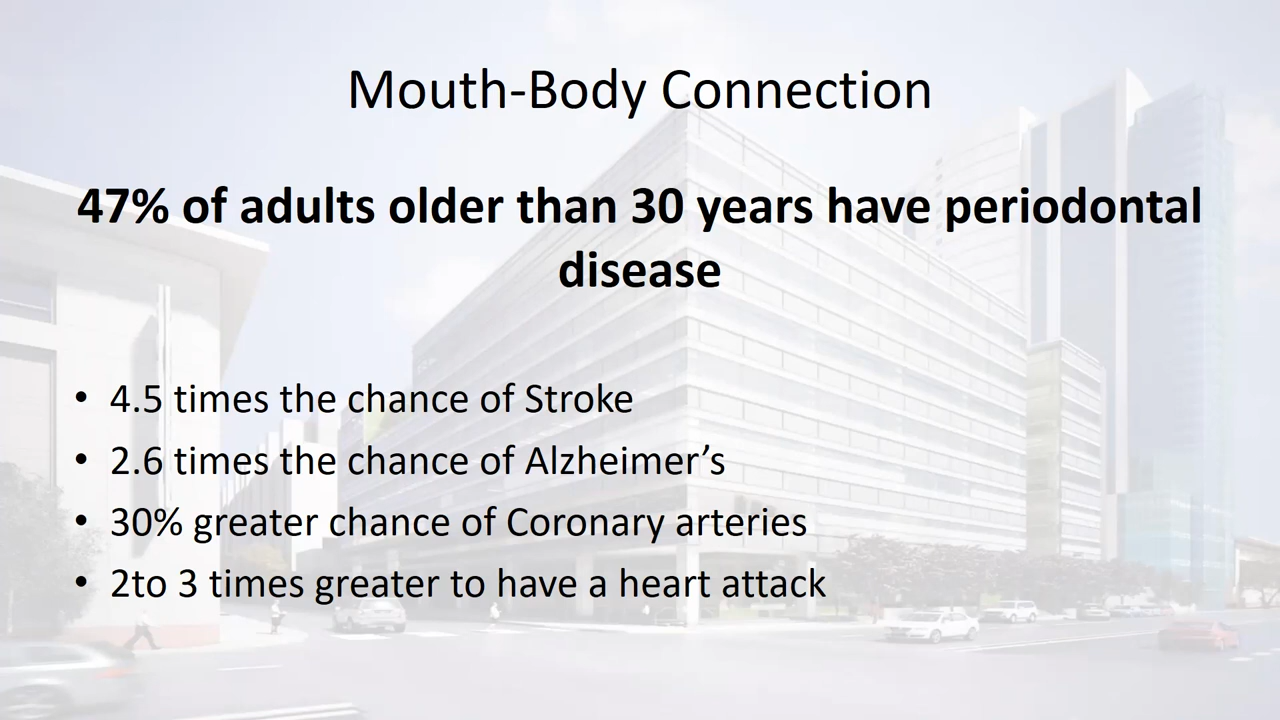 Mouth-Body Connection
47% of adults older than 30 years have periodontal
disease
• 4.5 times the chance of Stroke
• 2.6 times the chance of Alzheimer’s
• 30% greater chance of Coronary arteries
• 2to 3 times greater to have a heart attack